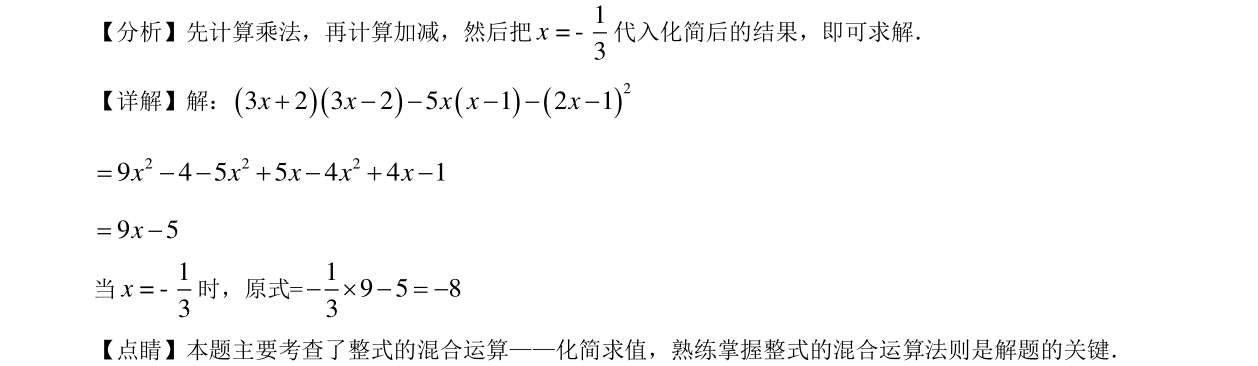 【分析】先计算乘法，再计算加减，然后把 x = - 1/3 代入化简后的结果，即可求解．
【详解】解：(3x+2)(3x−2)−5x(x−1)−(2x−1)²
=9x²−4−5x²+5x−4x²+4x−1
=9x−5
当 x = - 1/3 时，原式=−1/3×9−5=−8
【点睛】本题主要考查了整式的混合运算——化简求值，熟练掌握整式的混合运算法则是解题的关键．